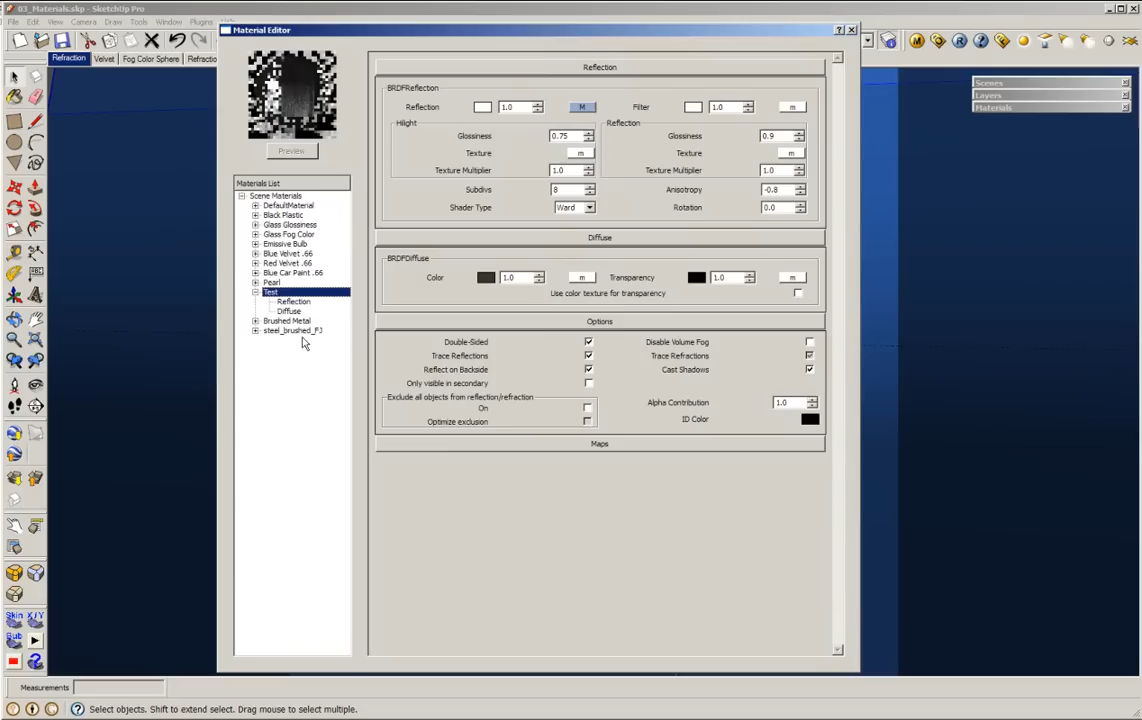 03_Materials.skp - SketchUp Pro
File Edit View Camera Draw Tools Window Plugins
Refraction Velvet Fog Color Sphere Refractio
Material Editor
Preview
Materials List
Scene Materials
DefaultMaterial
Black Plastic
Glass Glossiness
Glass Fog Color
Emissive Bulb
Blue Velvet .66
Red Velvet .66
Blue Car Paint .66
Pearl
Test
Reflection
Diffuse
Brushed Metal
steel_brushed_FJ
Reflection
BRDFReflection
Reflection 1.0 M Filter 1.0 m
Hilight Reflection
Glossiness 0.75 Glossiness 0.9
Texture m Texture m
Texture Multiplier 1.0 Texture Multiplier 1.0
Subdivs 8 Anisotropy -0.8
Shader Type Ward Rotation 0.0
Diffuse
BRDFDiffuse
Color 1.0 m Transparency 1.0 m
Use color texture for transparency
Options
Double-Sided Disable Volume Fog
Trace Reflections Trace Refractions
Reflect on Backside Cast Shadows
Only visible in secondary
Exclude all objects from reflection/refraction
On Alpha Contribution 1.0
Optimize exclusion ID Color
Maps
Scenes
Layers
Materials
M R
Skin X/Y
Bub
Measurements
Select objects. Shift to extend select. Drag mouse to select multiple.